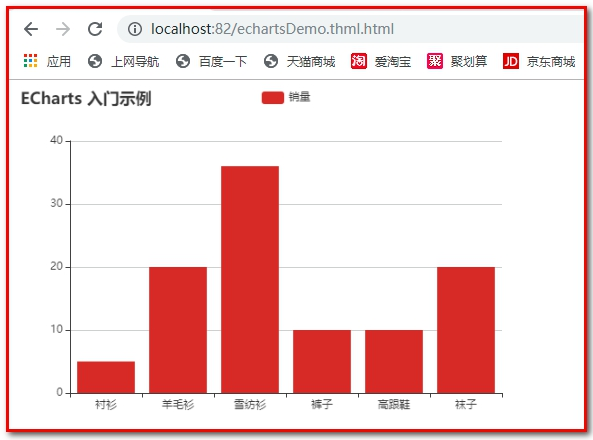 localhost:82/echartsDemo.thml.html
应用 上网导航 百度一下 天猫商城 淘 爱淘宝 聚 聚划算 JD 京东商城
ECharts 入门示例 销量
40
30
20
10
0
衬衫 羊毛衫 雪纺衫 裤子 高跟鞋 袜子